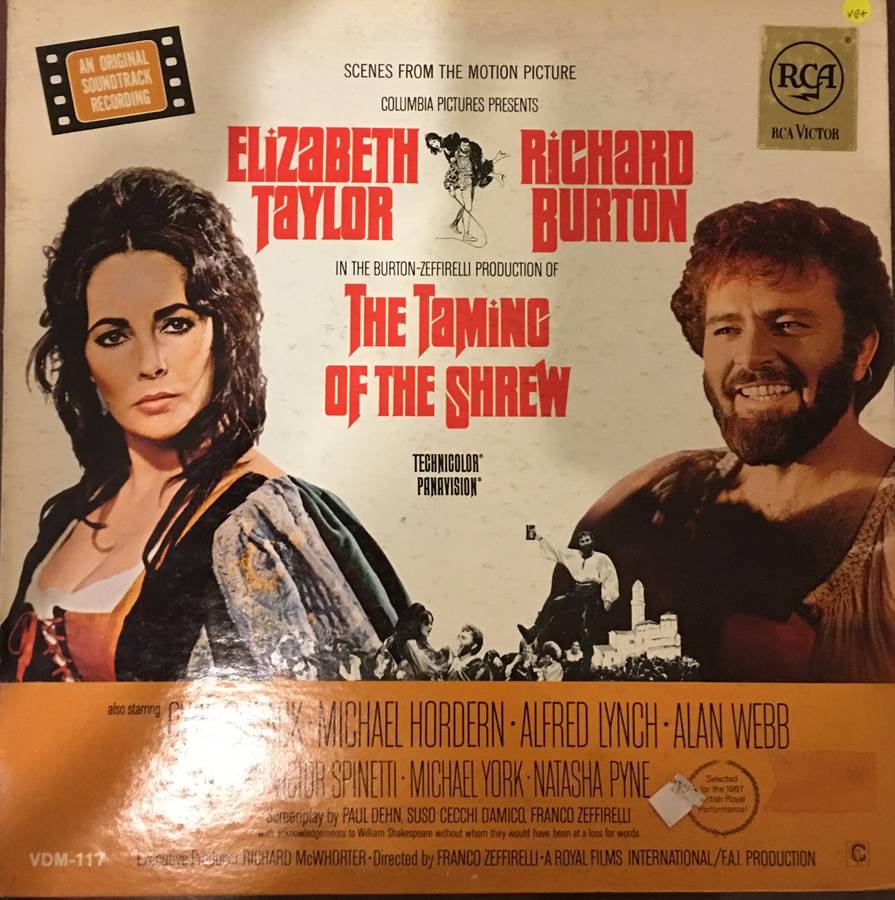 VG+
AN ORIGINAL
SOUNDTRACK
RECORDING
RCA
RCA VICTOR
SCENES FROM THE MOTION PICTURE
COLUMBIA PICTURES PRESENTS
ELIZABETH TAYLOR
RICHARD BURTON
IN THE BURTON-ZEFFIRELLI PRODUCTION OF
THE TAMING
OF THE SHREW
TECHNICOLOR®
PANAVISION®
also starring MICHAEL HORDERN · ALFRED LYNCH · ALAN WEBB
VICTOR SPINETTI · MICHAEL YORK · NATASHA PYNE
Screenplay by PAUL DEHN, SUSO CECCHI D'AMICO, FRANCO ZEFFIRELLI
with acknowledgements to William Shakespeare without whom they would have been at a loss for words
Selected
for the 1967
British Royal
Performance!
VDM-117
Executive Producer RICHARD McWHORTER · Directed by FRANCO ZEFFIRELLI · A ROYAL FILMS INTERNATIONAL/F.A.I. PRODUCTION
C